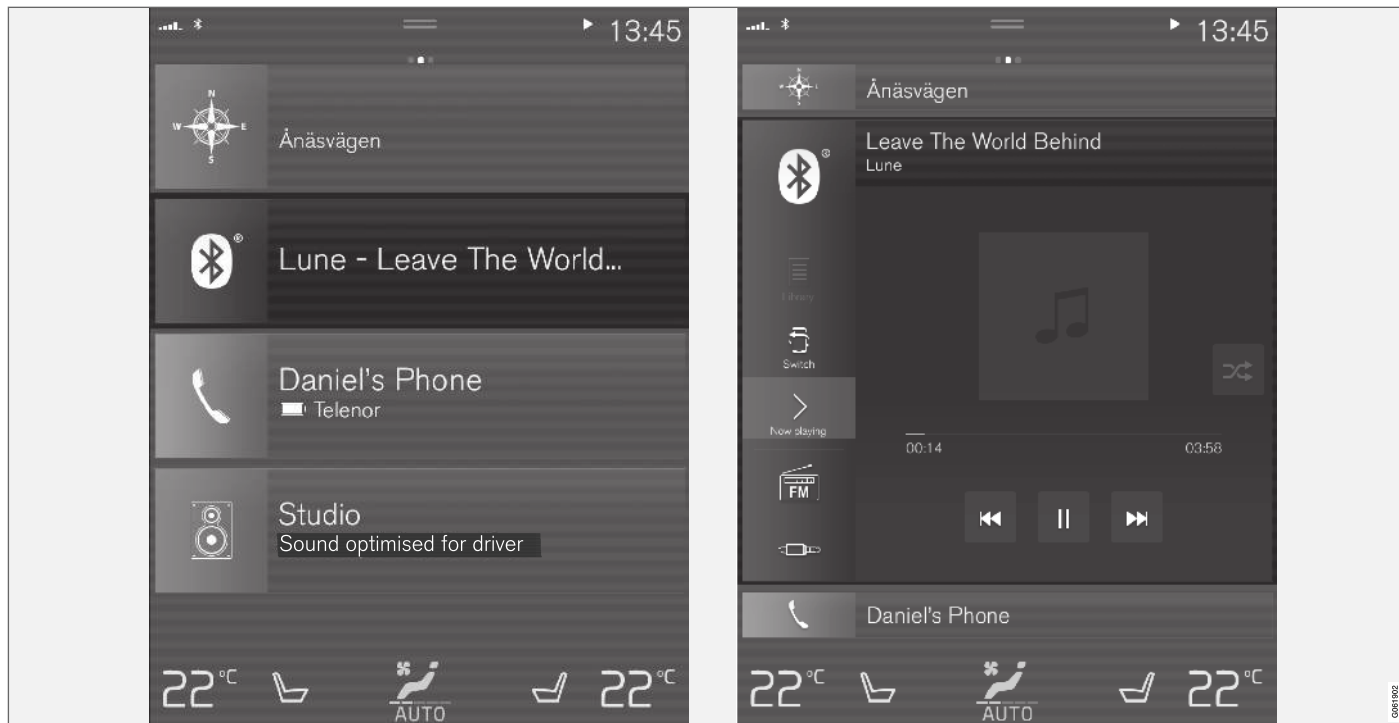 13:45
N
W E
S
Ånäsvägen
®
Lune - Leave The World...
Daniel's Phone
Telenor
Studio
Sound optimised for driver
22°C
AUTO
22°C
13:45
Ånäsvägen
®
Leave The World Behind
Lune
Library
Switch
Now playing
00:14
03:58
FM
Daniel's Phone
22°C
AUTO
22°C
G061902